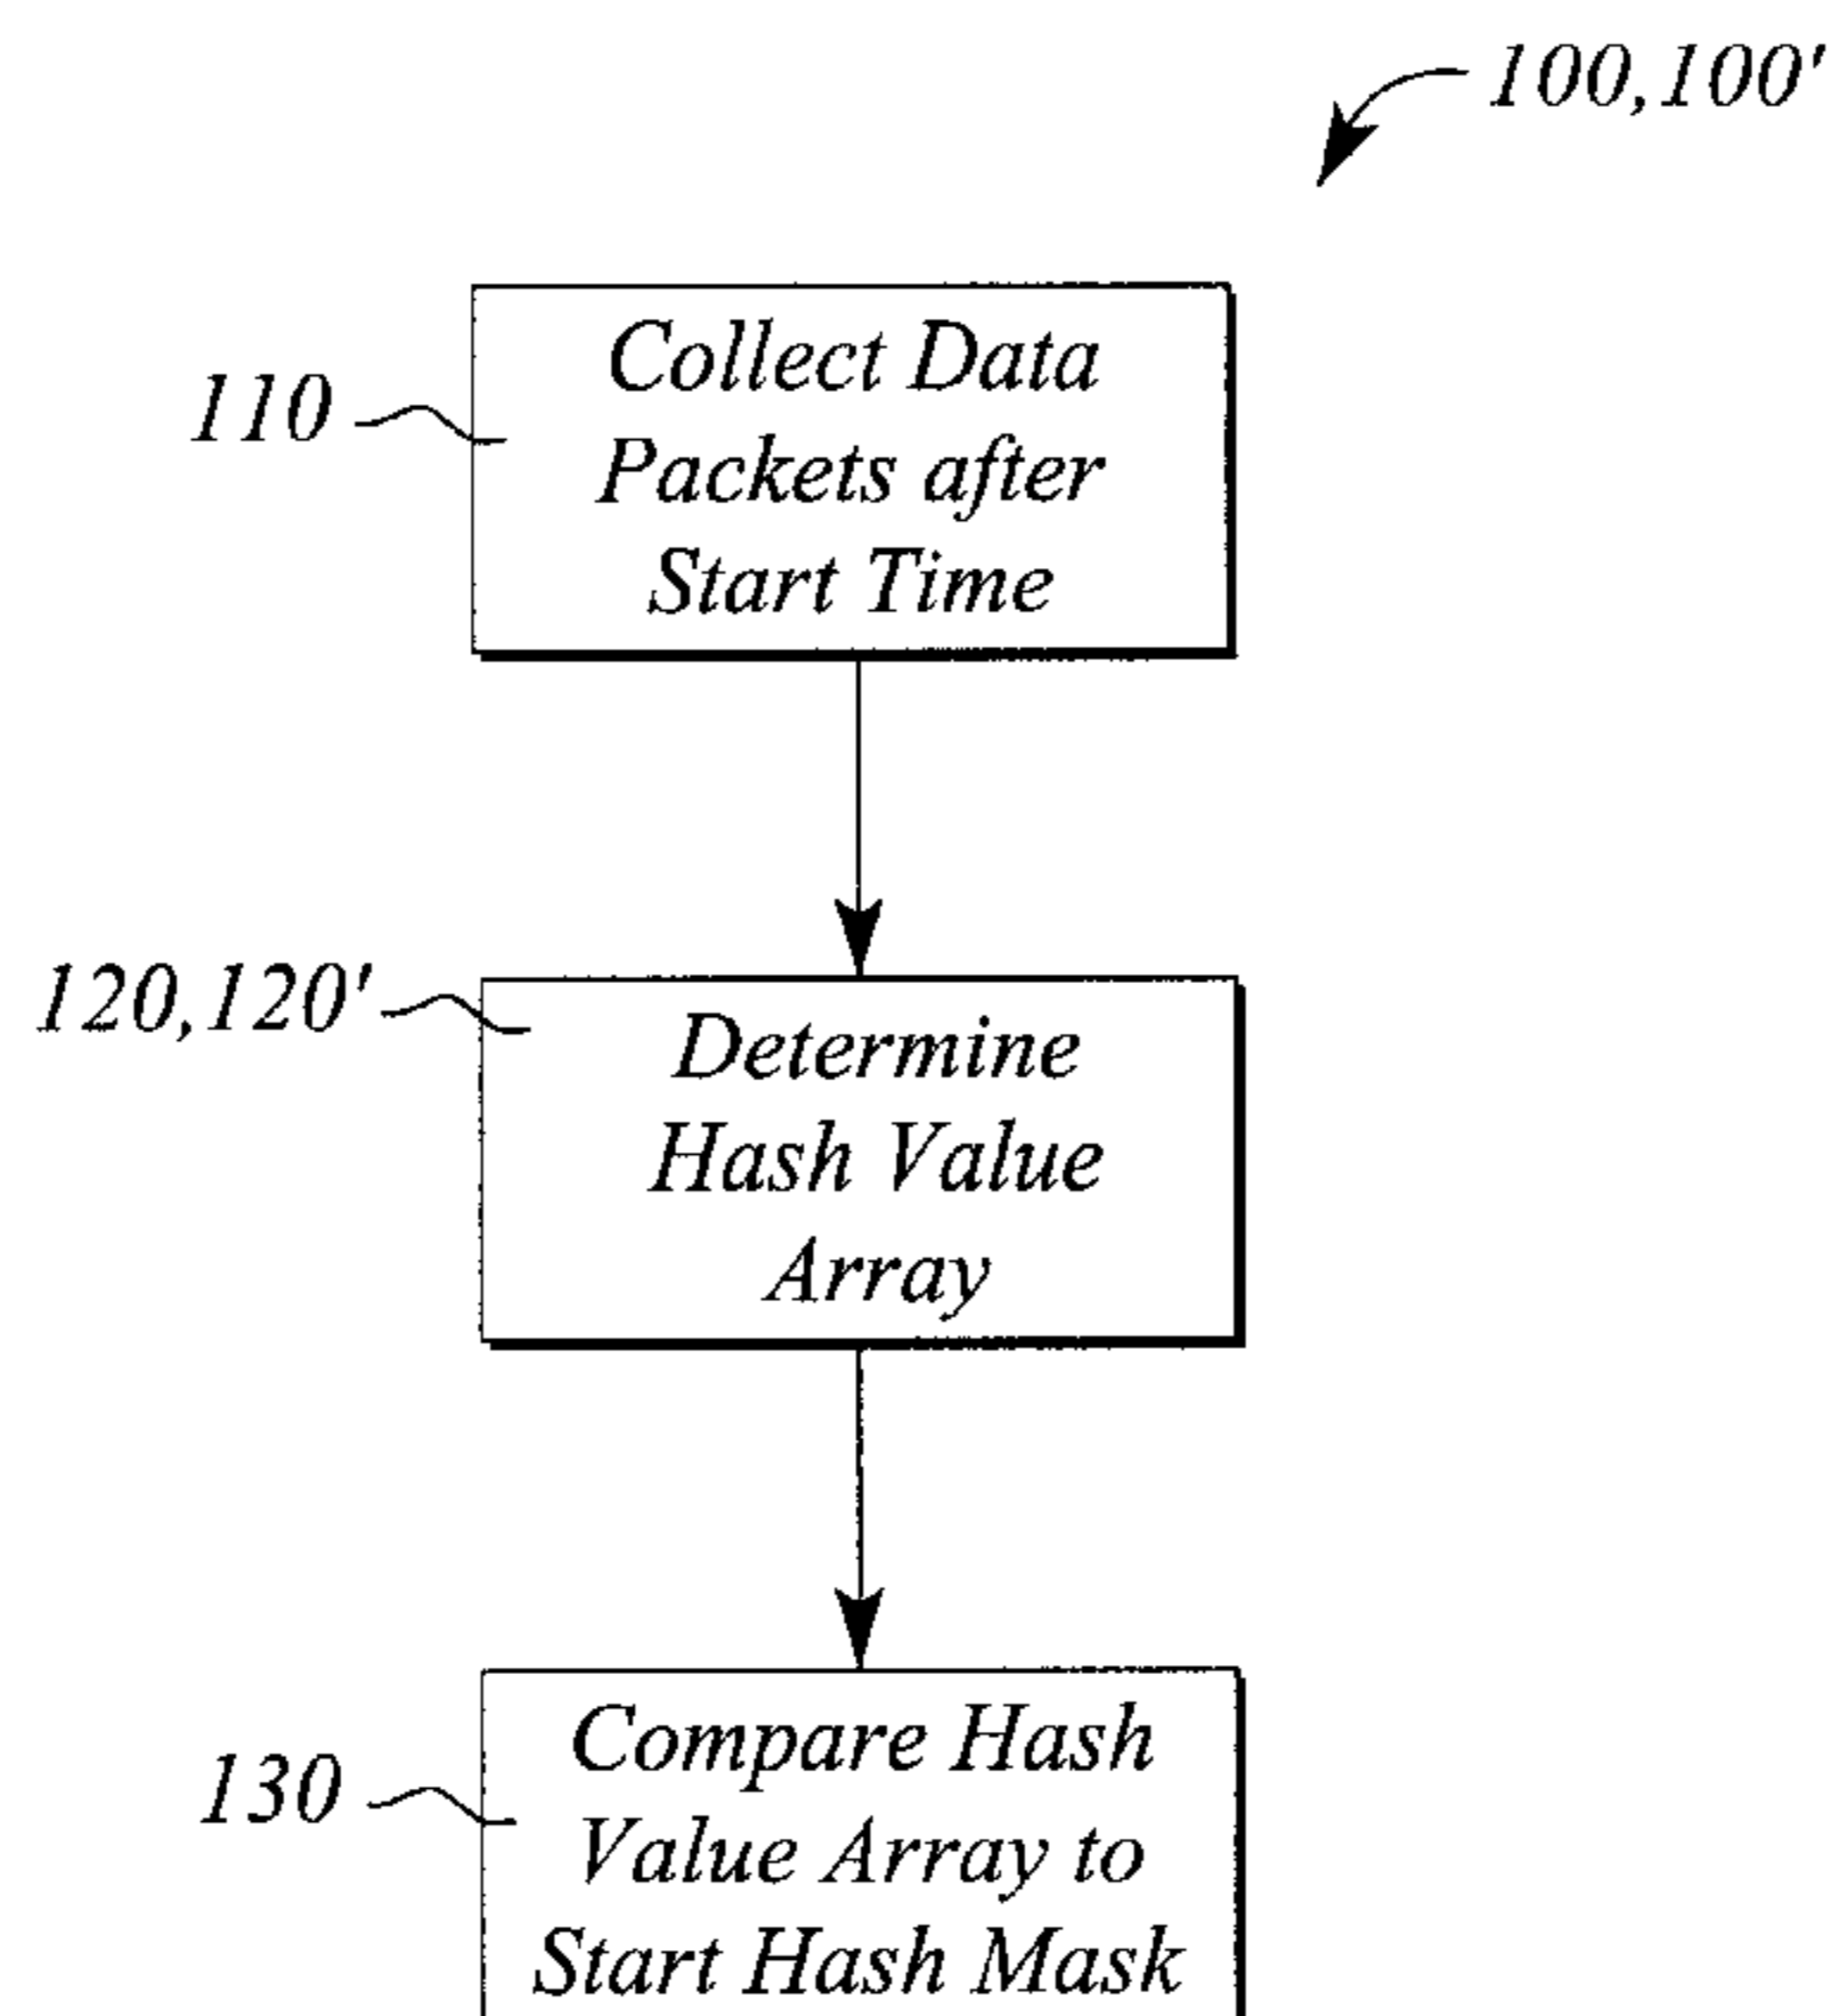 100,100'
110
Collect Data
Packets after
Start Time
120,120'
Determine
Hash Value
Array
130
Compare Hash
Value Array to
Start Hash Mask